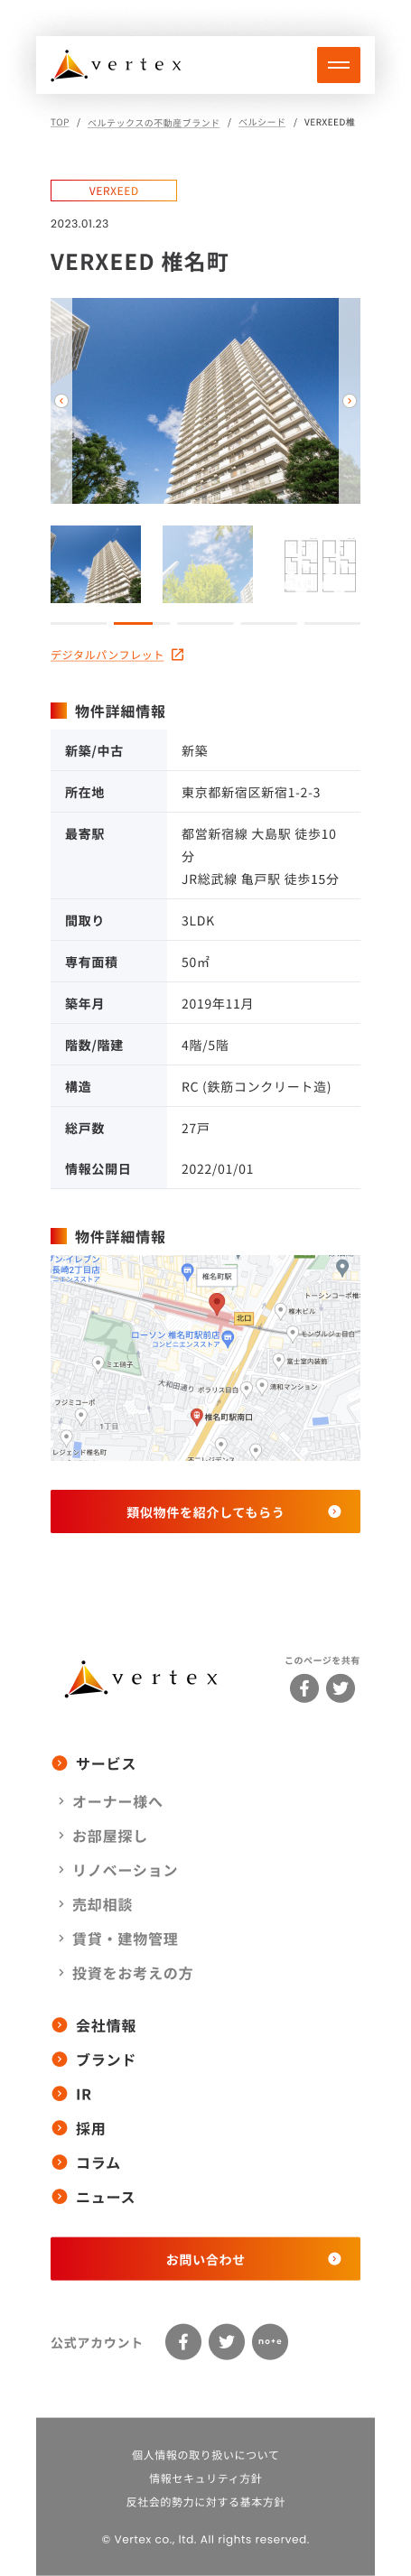 vertex
TOP / ベルテックスの不動産ブランド / ベルシード / VERXEED椎
VERXEED
2023.01.23
VERXEED 椎名町
デジタルパンフレット
物件詳細情報
新築/中古 新築
所在地 東京都新宿区新宿1-2-3
最寄駅 都営新宿線 大島駅 徒歩10
分
JR総武線 亀戸駅 徒歩15分
間取り 3LDK
専有面積 50㎡
築年月 2019年11月
階数/階建 4階/5階
構造 RC (鉄筋コンクリート造)
総戸数 27戸
情報公開日 2022/01/01
物件詳細情報
ン-イレブン
長崎2丁目店
ニエンスストア
椎名町駅
トーシンコーポ椎
北口
椎木ビル
ローソン 椎名町駅前店
コンビニエンスストア
モンヴルジェ目白
ミエ硝子
富士室内装飾
大和田通り
ポラリス目白
清和マンション
フジミコーポ
椎名町駅南口
1丁目
レジェンド椎名町
不二レジデンス
類似物件を紹介してもらう
vertex
このページを共有
サービス
オーナー様へ
お部屋探し
リノベーション
売却相談
賃貸・建物管理
投資をお考えの方
会社情報
ブランド
IR
採用
コラム
ニュース
お問い合わせ
公式アカウント
note
個人情報の取り扱いについて
情報セキュリティ方針
反社会的勢力に対する基本方針
© Vertex co., ltd. All rights reserved.